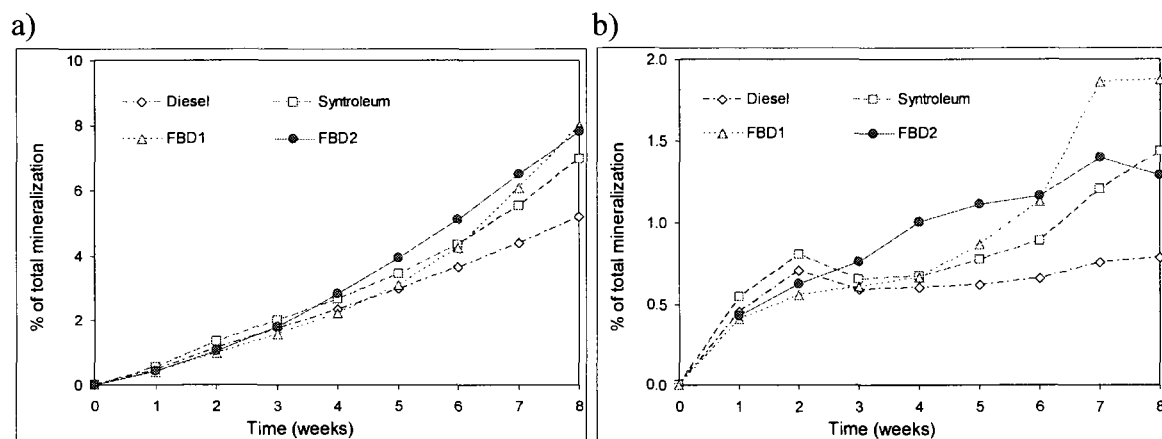 a)
10
8
6
4
2
0
% of total mineralization
Diesel
Syntroleum
FBD1
FBD2
0 1 2 3 4 5 6 7 8
Time (weeks)
b)
2.0
1.5
1.0
0.5
0.0
% of total mineralization
Diesel
Syntroleum
FBD1
FBD2
0 1 2 3 4 5 6 7 8
Time (weeks)